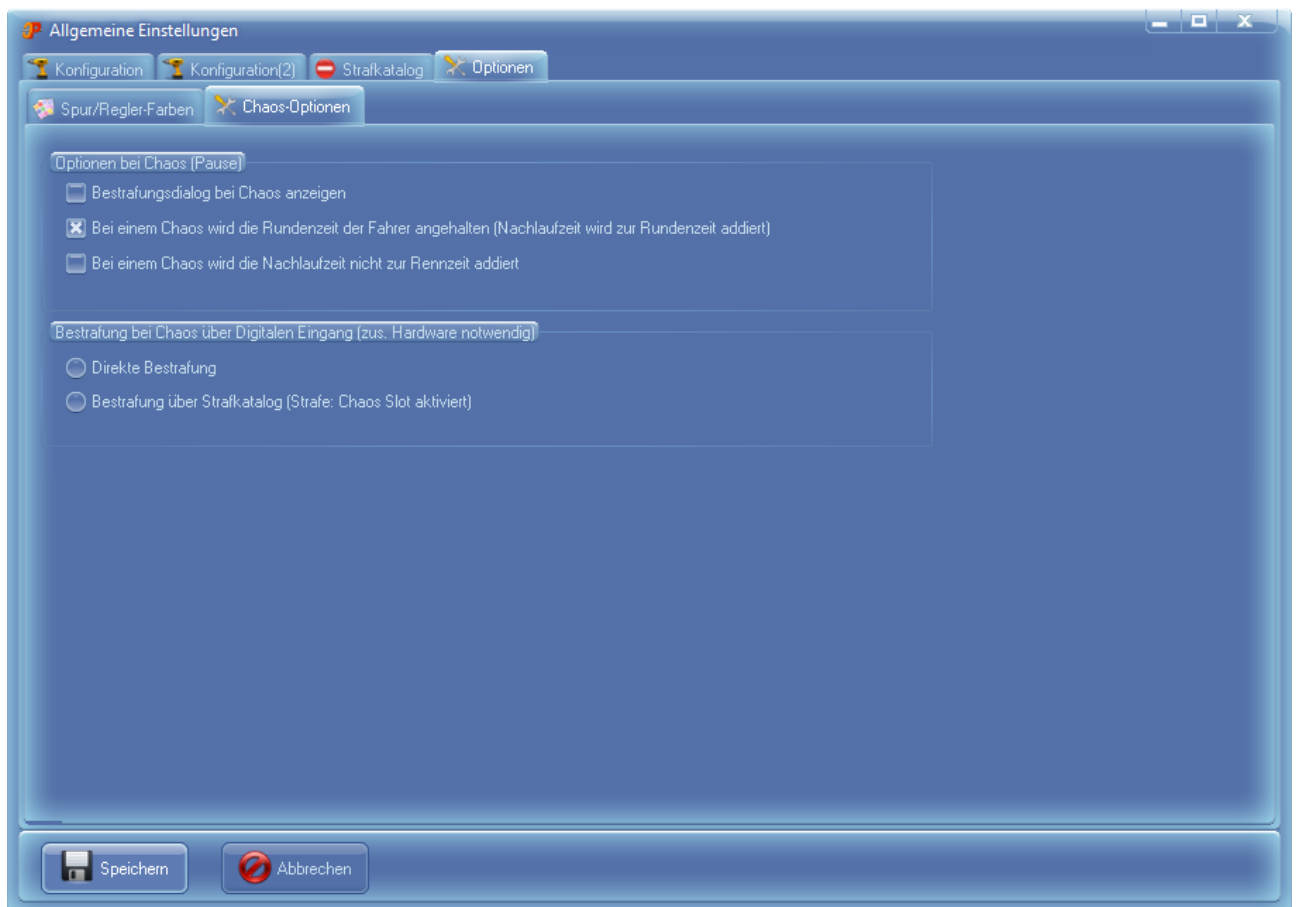 Allgemeine Einstellungen
Konfiguration Konfiguration(2) Strafkatalog Optionen
Spur/Regler-Farben Chaos-Optionen
Optionen bei Chaos (Pause)
Bestrafungsdialog bei Chaos anzeigen
Bei einem Chaos wird die Rundenzeit der Fahrer angehalten (Nachlaufzeit wird zur Rundenzeit addiert)
Bei einem Chaos wird die Nachlaufzeit nicht zur Rennzeit addiert
Bestrafung bei Chaos über Digitalen Eingang (zus. Hardware notwendig)
Direkte Bestrafung
Bestrafung über Strafkatalog (Strafe: Chaos Slot aktiviert)
Speichern Abbrechen